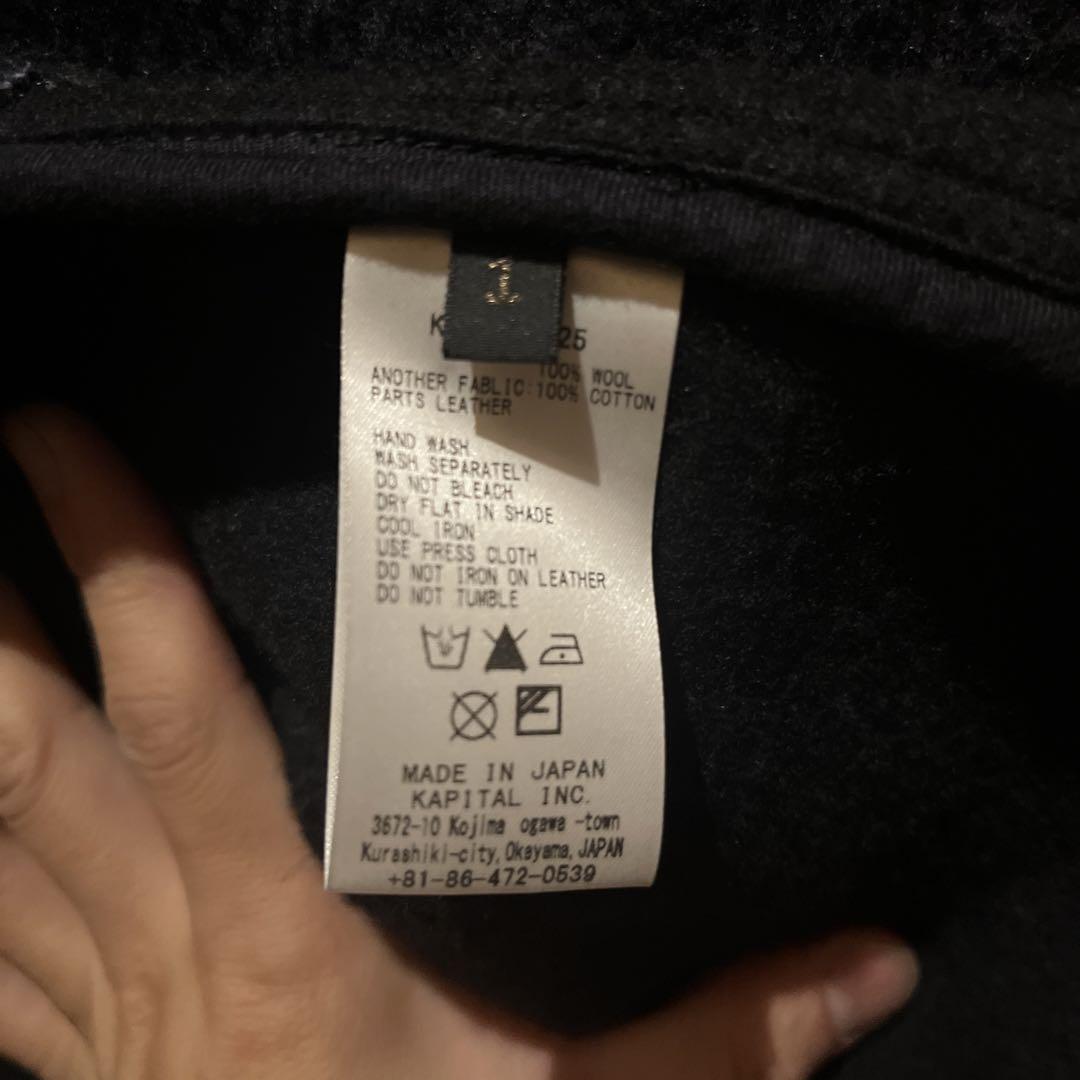 1
K 25
100% WOOL
ANOTHER FABLIC:100% COTTON
PARTS LEATHER
HAND WASH
WASH SEPARATELY
DO NOT BLEACH
DRY FLAT IN SHADE
COOL IRON
USE PRESS CLOTH
DO NOT IRON ON LEATHER
DO NOT TUMBLE
MADE IN JAPAN
KAPITAL INC.
3672-10 Kojima ogawa -town
Kurashiki-city, Okayama, JAPAN
+81-86-472-0539